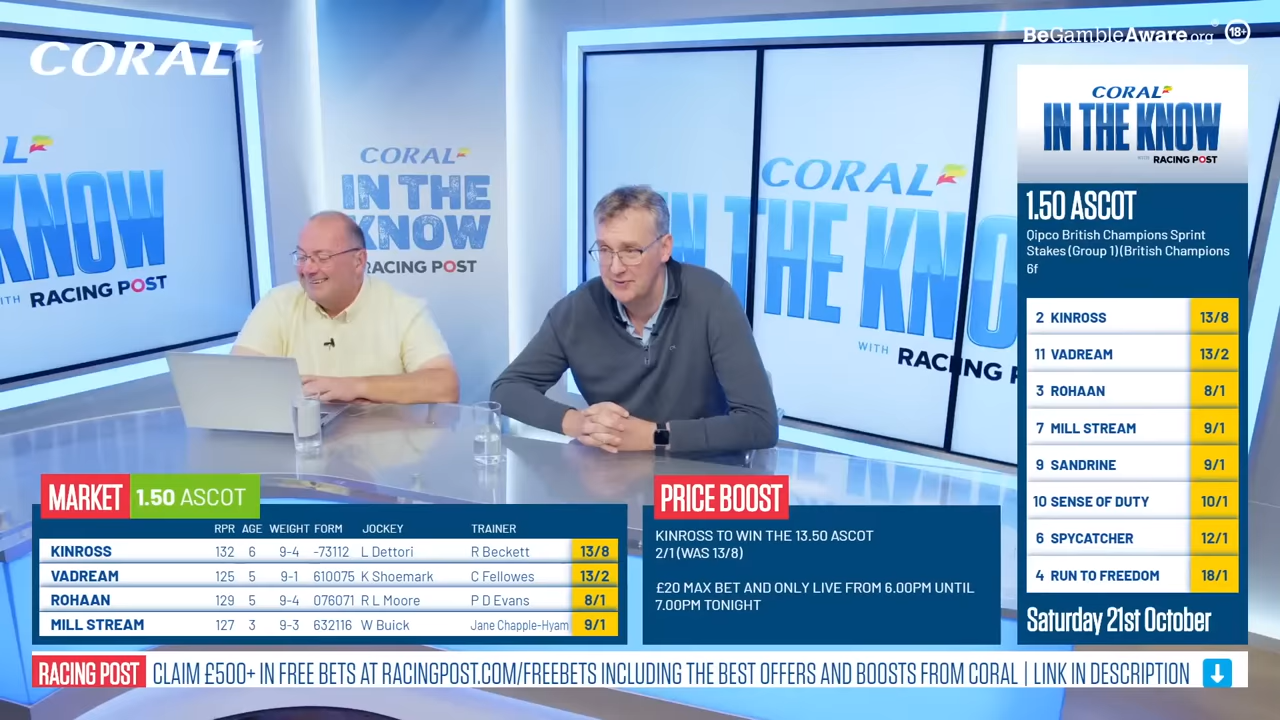 CORAL
BeGambleAware.org
18+
CORAL
IN THE KNOW
WITH RACING POST
1.50 ASCOT
Qipco British Champions Sprint
Stakes (Group 1) (British Champions
6f
2 KINROSS 13/8
11 VADREAM 13/2
3 ROHAAN 8/1
7 MILL STREAM 9/1
9 SANDRINE 9/1
10 SENSE OF DUTY 10/1
6 SPYCATCHER 12/1
4 RUN TO FREEDOM 18/1
Saturday 21st October
L
KNOW
WITH RACING POST
CORAL
IN THE
KNOW
RACING POST
CORAL
IN THE KNO
WITH RACING P
MARKET 1.50 ASCOT
RPR AGE WEIGHT FORM JOCKEY TRAINER
KINROSS 132 6 9-4 -73112 L Dettori R Beckett 13/8
VADREAM 125 5 9-1 610075 K Shoemark C Fellowes 13/2
ROHAAN 129 5 9-4 076071 R L Moore P D Evans 8/1
MILL STREAM 127 3 9-3 632116 W Buick Jane Chapple-Hyam 9/1
PRICE BOOST
KINROSS TO WIN THE 13.50 ASCOT
2/1 (WAS 13/8)
£20 MAX BET AND ONLY LIVE FROM 6.00PM UNTIL
7.00PM TONIGHT
RACING POST CLAIM £500+ IN FREE BETS AT RACINGPOST.COM/FREEBETS INCLUDING THE BEST OFFERS AND BOOSTS FROM CORAL | LINK IN DESCRIPTION